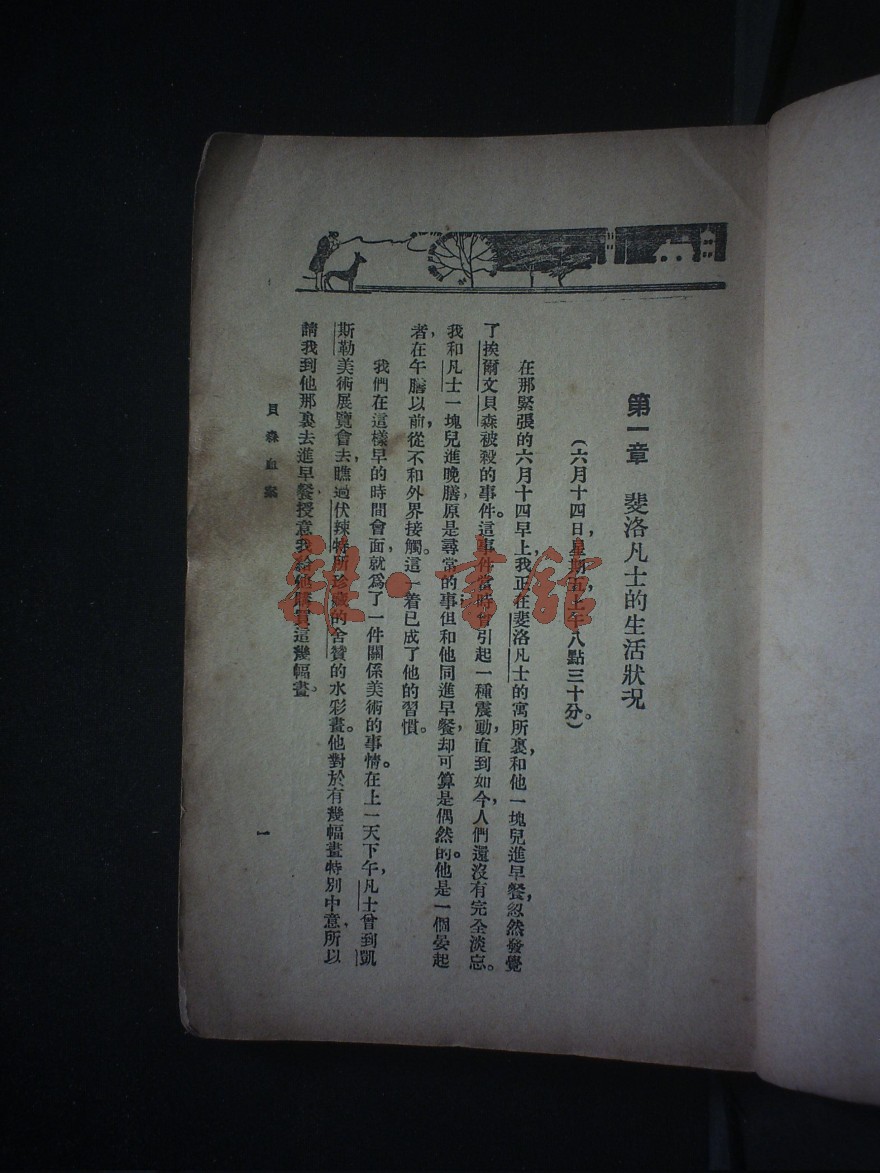 第一章　斐洛凡士的生活狀況
（六月十四日，星期五，上午八點三十分。）
在那緊張的六月十四早上，我正在斐洛凡士的寓所裏，和他一塊兒進早餐，忽然發覺
了挨爾文貝森被殺的事件。這事件當時曾引起一種震動，直到如今，人們還沒有完全淡忘。
我和凡士一塊兒進晚膳，原是尋常的事，但和他同進早餐，却可算是偶然的。他是一個晏起
者，在午膳以前，從不和外界接觸。這一着已成了他的習慣。
我們在這樣早的時間會面，就爲了一件關係美術的事情。在上一天下午，凡士曾到凱
斯勒美術展覽會去，瞧過伏辣特所珍藏的舍贊的水彩畫。他對於有幾幅畫特別中意，所以
請我到他那裏去進早餐，授意我給他購買這幾幅畫。
貝森血案
一
雜·書館